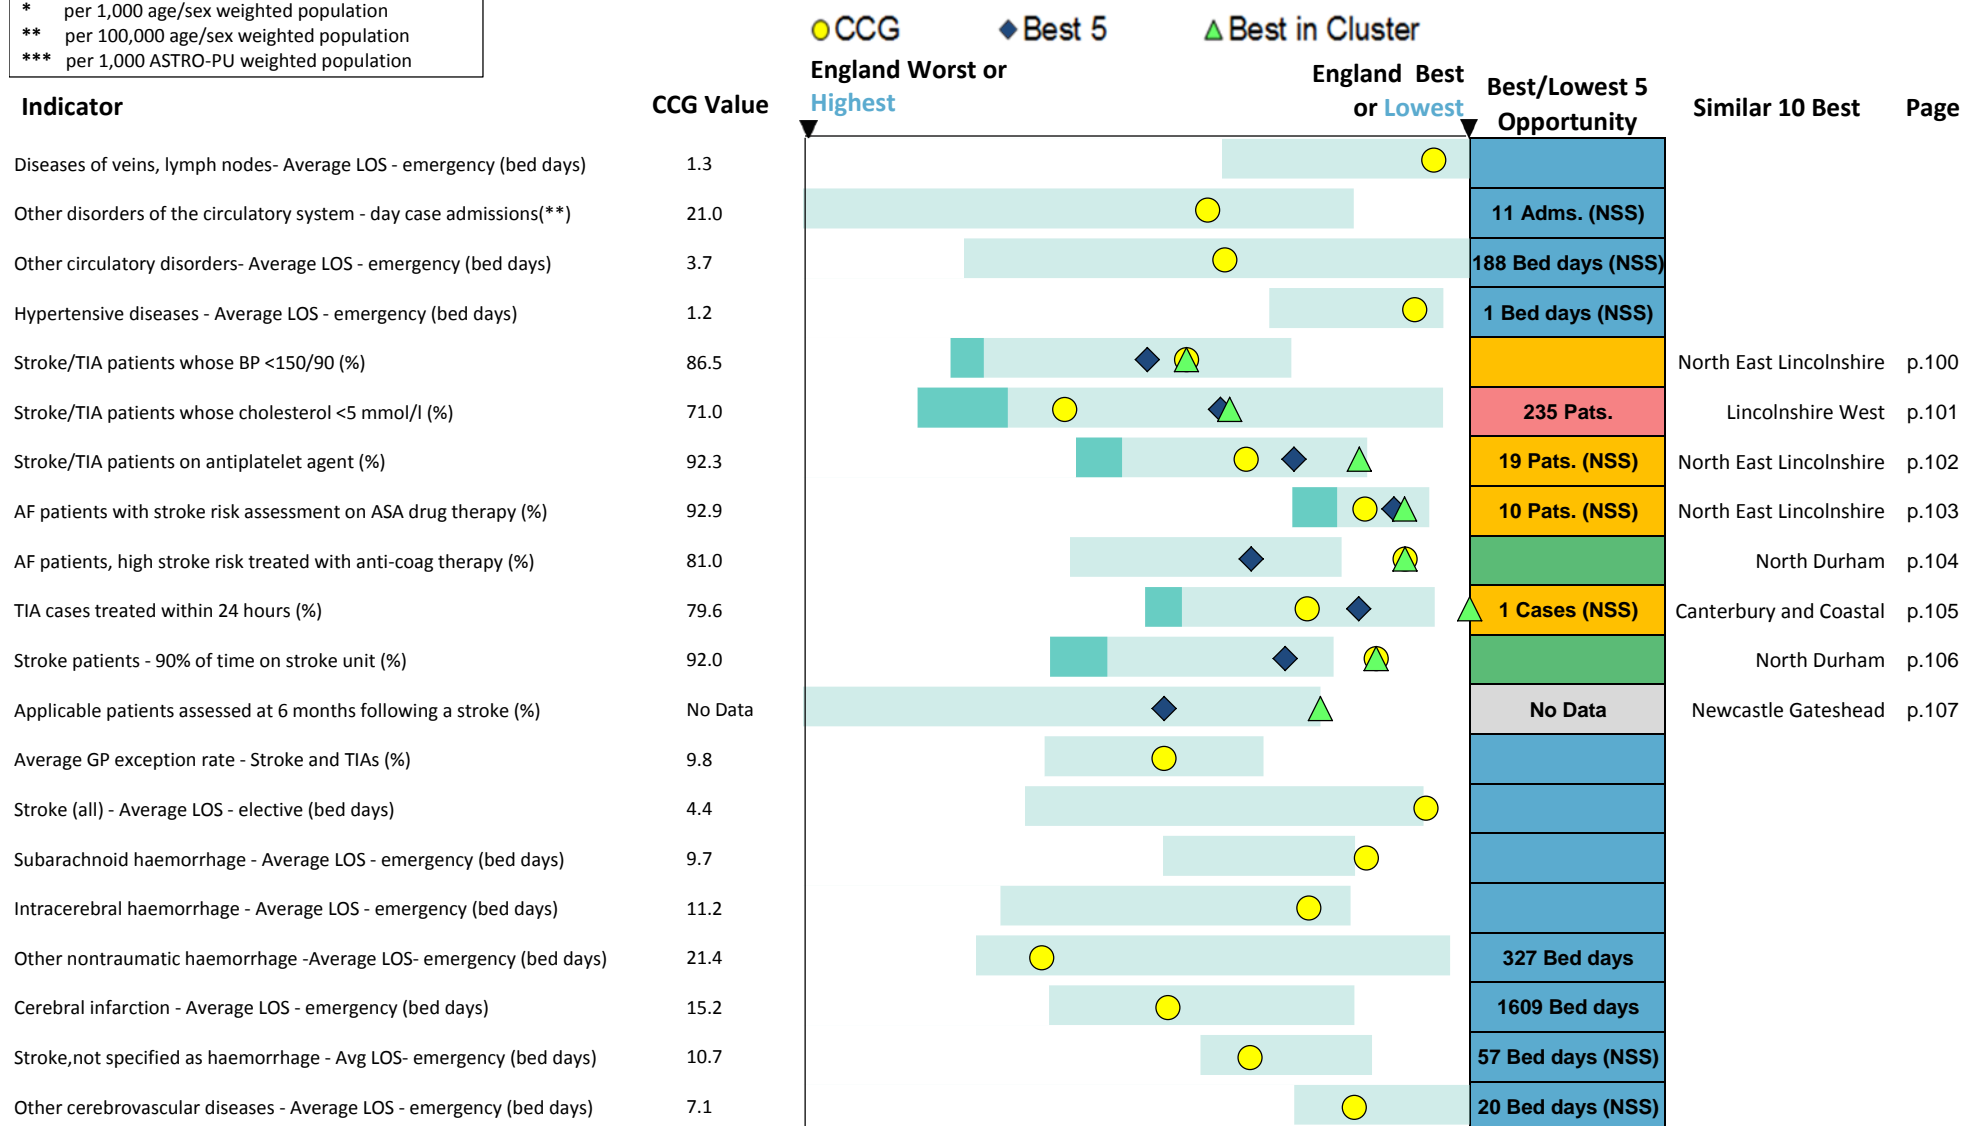 * per 1,000 age/sex weighted population
** per 100,000 age/sex weighted population
*** per 1,000 ASTRO-PU weighted population
CCG Best 5 Best in Cluster
England Worst or Highest
England Best or Lowest
Indicator CCG Value Best/Lowest 5 Opportunity Similar 10 Best Page
Diseases of veins, lymph nodes- Average LOS - emergency (bed days) 1.3
Other disorders of the circulatory system - day case admissions(**) 21.0 11 Adms. (NSS)
Other circulatory disorders- Average LOS - emergency (bed days) 3.7 188 Bed days (NSS)
Hypertensive diseases - Average LOS - emergency (bed days) 1.2 1 Bed days (NSS)
Stroke/TIA patients whose BP <150/90 (%) 86.5 North East Lincolnshire p.100
Stroke/TIA patients whose cholesterol <5 mmol/l (%) 71.0 235 Pats. Lincolnshire West p.101
Stroke/TIA patients on antiplatelet agent (%) 92.3 19 Pats. (NSS) North East Lincolnshire p.102
AF patients with stroke risk assessment on ASA drug therapy (%) 92.9 10 Pats. (NSS) North East Lincolnshire p.103
AF patients, high stroke risk treated with anti-coag therapy (%) 81.0 North Durham p.104
TIA cases treated within 24 hours (%) 79.6 1 Cases (NSS) Canterbury and Coastal p.105
Stroke patients - 90% of time on stroke unit (%) 92.0 North Durham p.106
Applicable patients assessed at 6 months following a stroke (%) No Data No Data Newcastle Gateshead p.107
Average GP exception rate - Stroke and TIAs (%) 9.8
Stroke (all) - Average LOS - elective (bed days) 4.4
Subarachnoid haemorrhage - Average LOS - emergency (bed days) 9.7
Intracerebral haemorrhage - Average LOS - emergency (bed days) 11.2
Other nontraumatic haemorrhage -Average LOS- emergency (bed days) 21.4 327 Bed days
Cerebral infarction - Average LOS - emergency (bed days) 15.2 1609 Bed days
Stroke,not specified as haemorrhage - Avg LOS- emergency (bed days) 10.7 57 Bed days (NSS)
Other cerebrovascular diseases - Average LOS - emergency (bed days) 7.1 20 Bed days (NSS)